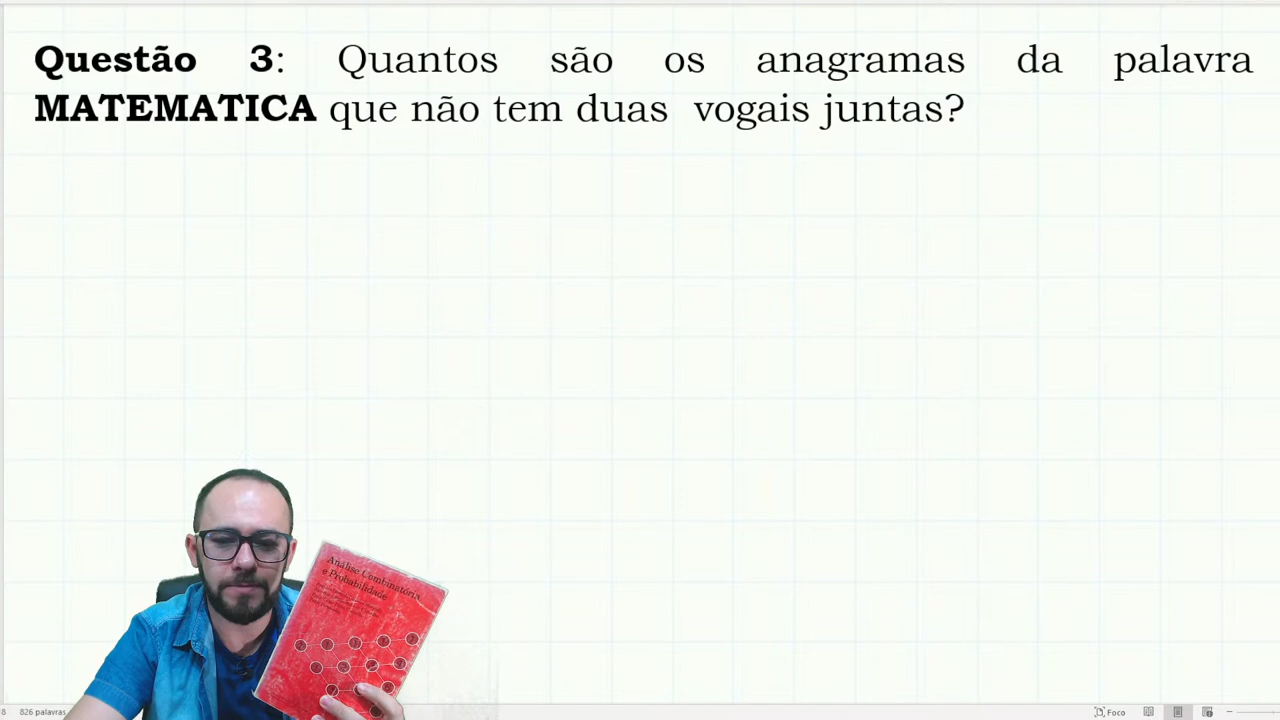 Questão 3: Quantos são os anagramas da palavra
MATEMATICA que não tem duas vogais juntas?
Análise Combinatória
e Probabilidade
8 826 palavras
Foco